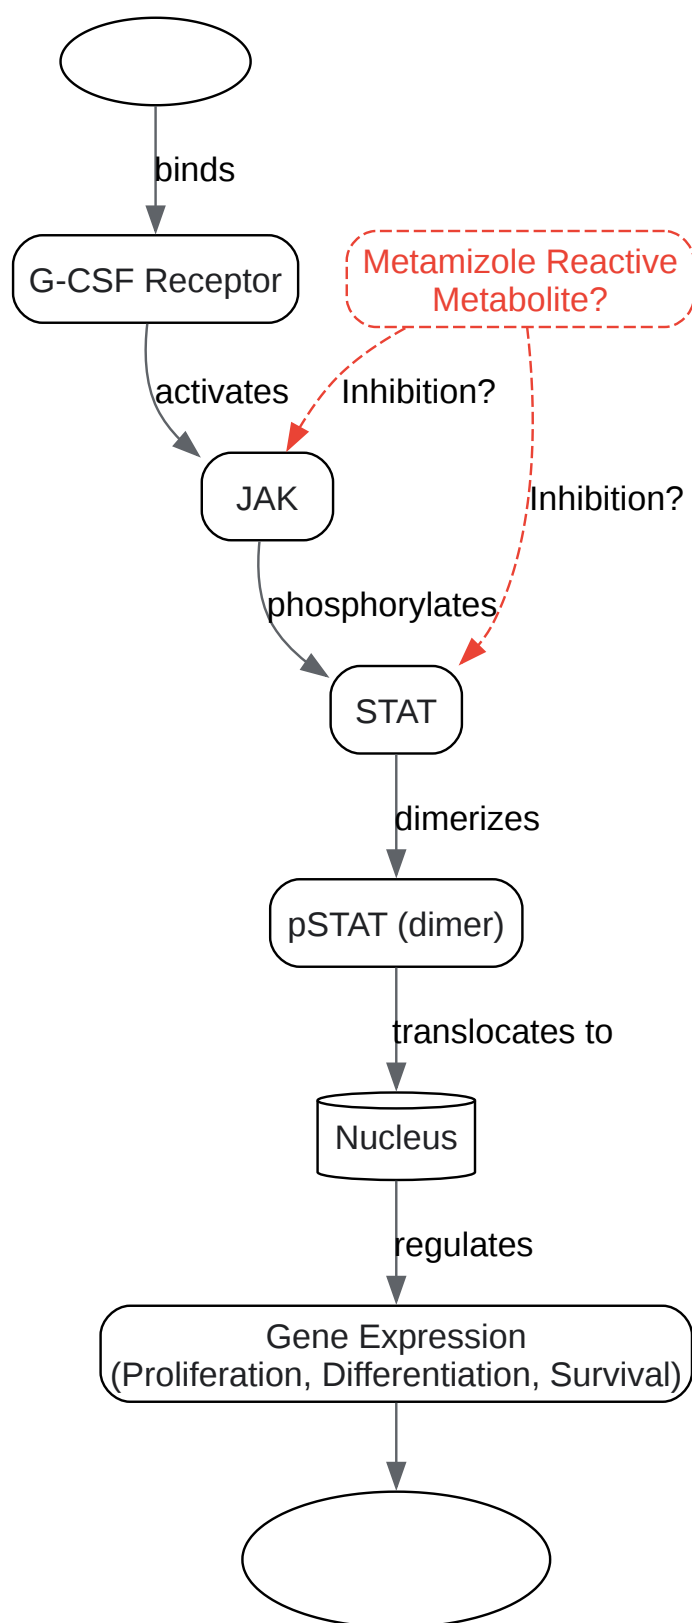 binds
G-CSF Receptor
Metamizole Reactive
Metabolite?
activates
Inhibition?
JAK
Inhibition?
phosphorylates
STAT
dimerizes
pSTAT (dimer)
translocates to
Nucleus
regulates
Gene Expression
(Proliferation, Differentiation, Survival)